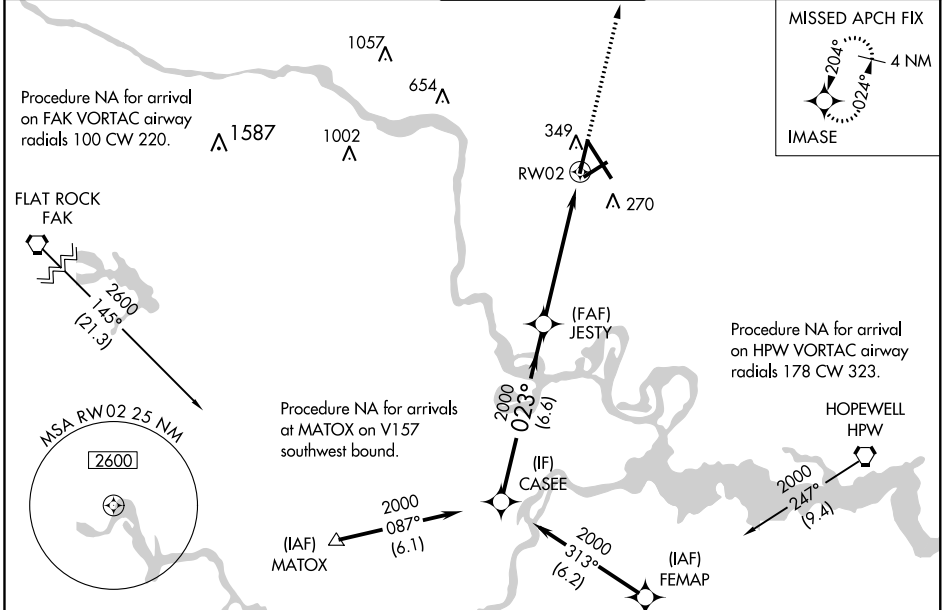 1057
654
1587
1002
349
RW02
270
Procedure NA for arrival
on FAK VORTAC airway
radials 100 CW 220.
MISSED APCH FIX
204°
024°
4 NM
IMASE
FLAT ROCK
FAK
2600
145°
(21.3)
(FAF)
JESTY
2000
023°
(6.6)
Procedure NA for arrival
on HPW VORTAC airway
radials 178 CW 323.
HOPEWELL
HPW
2000
247°
(9.4)
Procedure NA for arrivals
at MATOX on V157
southwest bound.
MSA RW02 25 NM
2600
(IF)
CASEE
2000
087°
(6.1)
(IAF)
MATOX
2000
313°
(6.2)
(IAF)
FEMAP